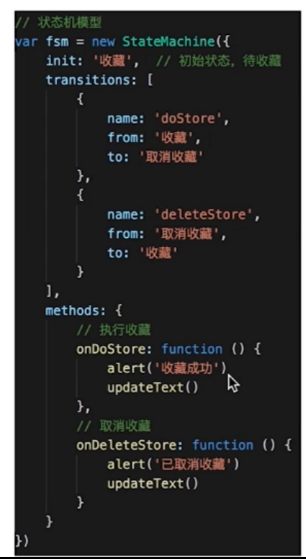 // 状态机模型
var fsm = new StateMachine({
    init: '收藏',  // 初始状态，待收藏
    transitions: [
        {
            name: 'doStore',
            from: '收藏',
            to: '取消收藏'
        },
        {
            name: 'deleteStore',
            from: '取消收藏',
            to: '收藏'
        }
    ],
    methods: {
        // 执行收藏
        onDoStore: function () {
            alert('收藏成功')
            updateText()
        },
        // 取消收藏
        onDeleteStore: function () {
            alert('已取消收藏')
            updateText()
        }
    }
})